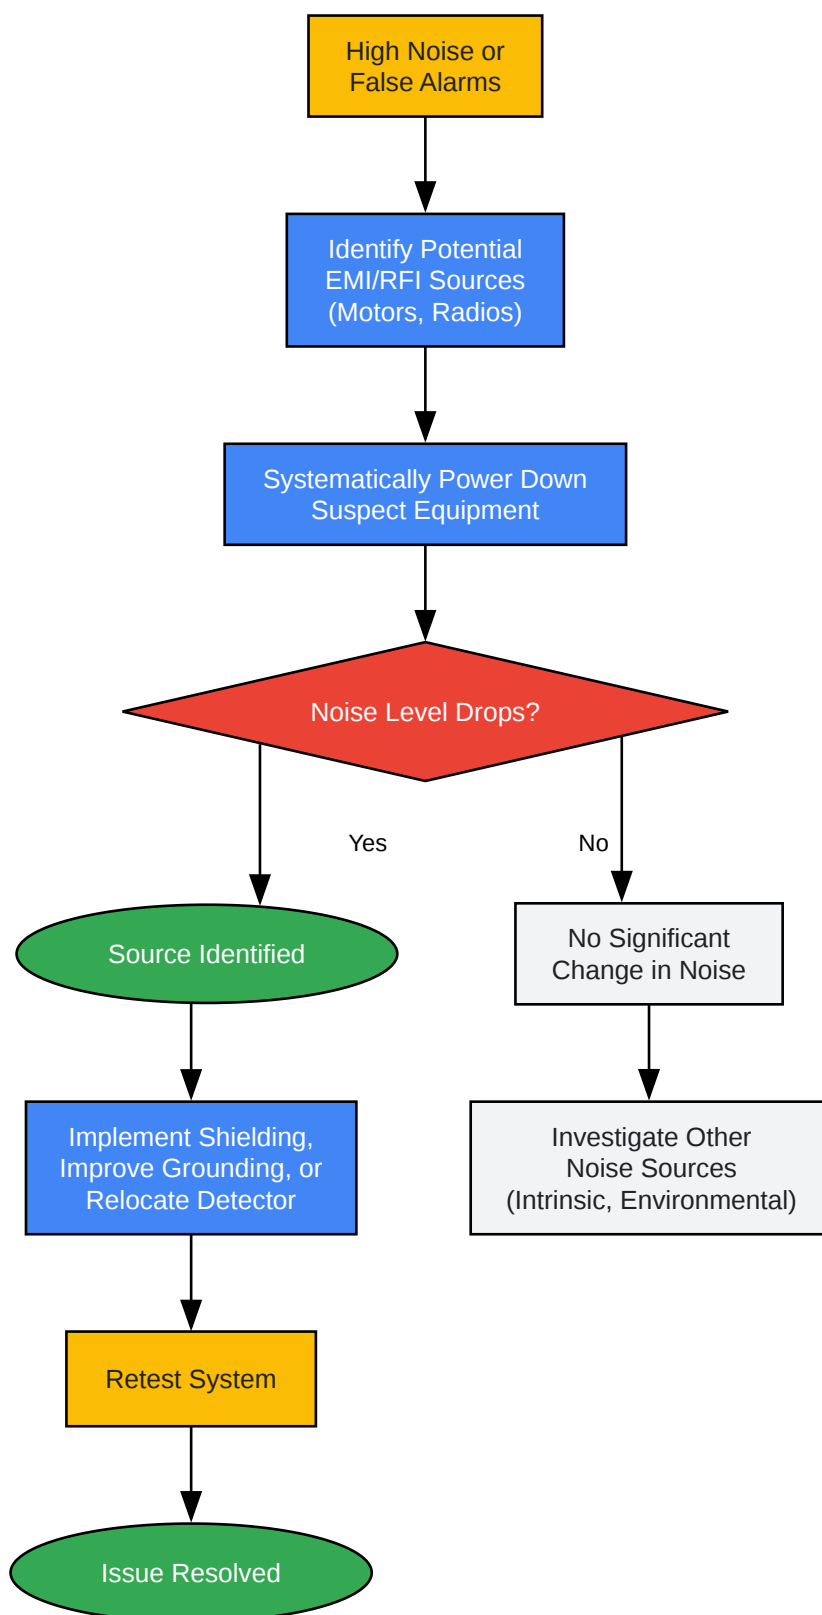 High Noise or
False Alarms
Identify Potential
EMI/RFI Sources
(Motors, Radios)
Systematically Power Down
Suspect Equipment
Noise Level Drops?
Yes
No
Source Identified
No Significant
Change in Noise
Implement Shielding,
Improve Grounding, or
Relocate Detector
Investigate Other
Noise Sources
(Intrinsic, Environmental)
Retest System
Issue Resolved